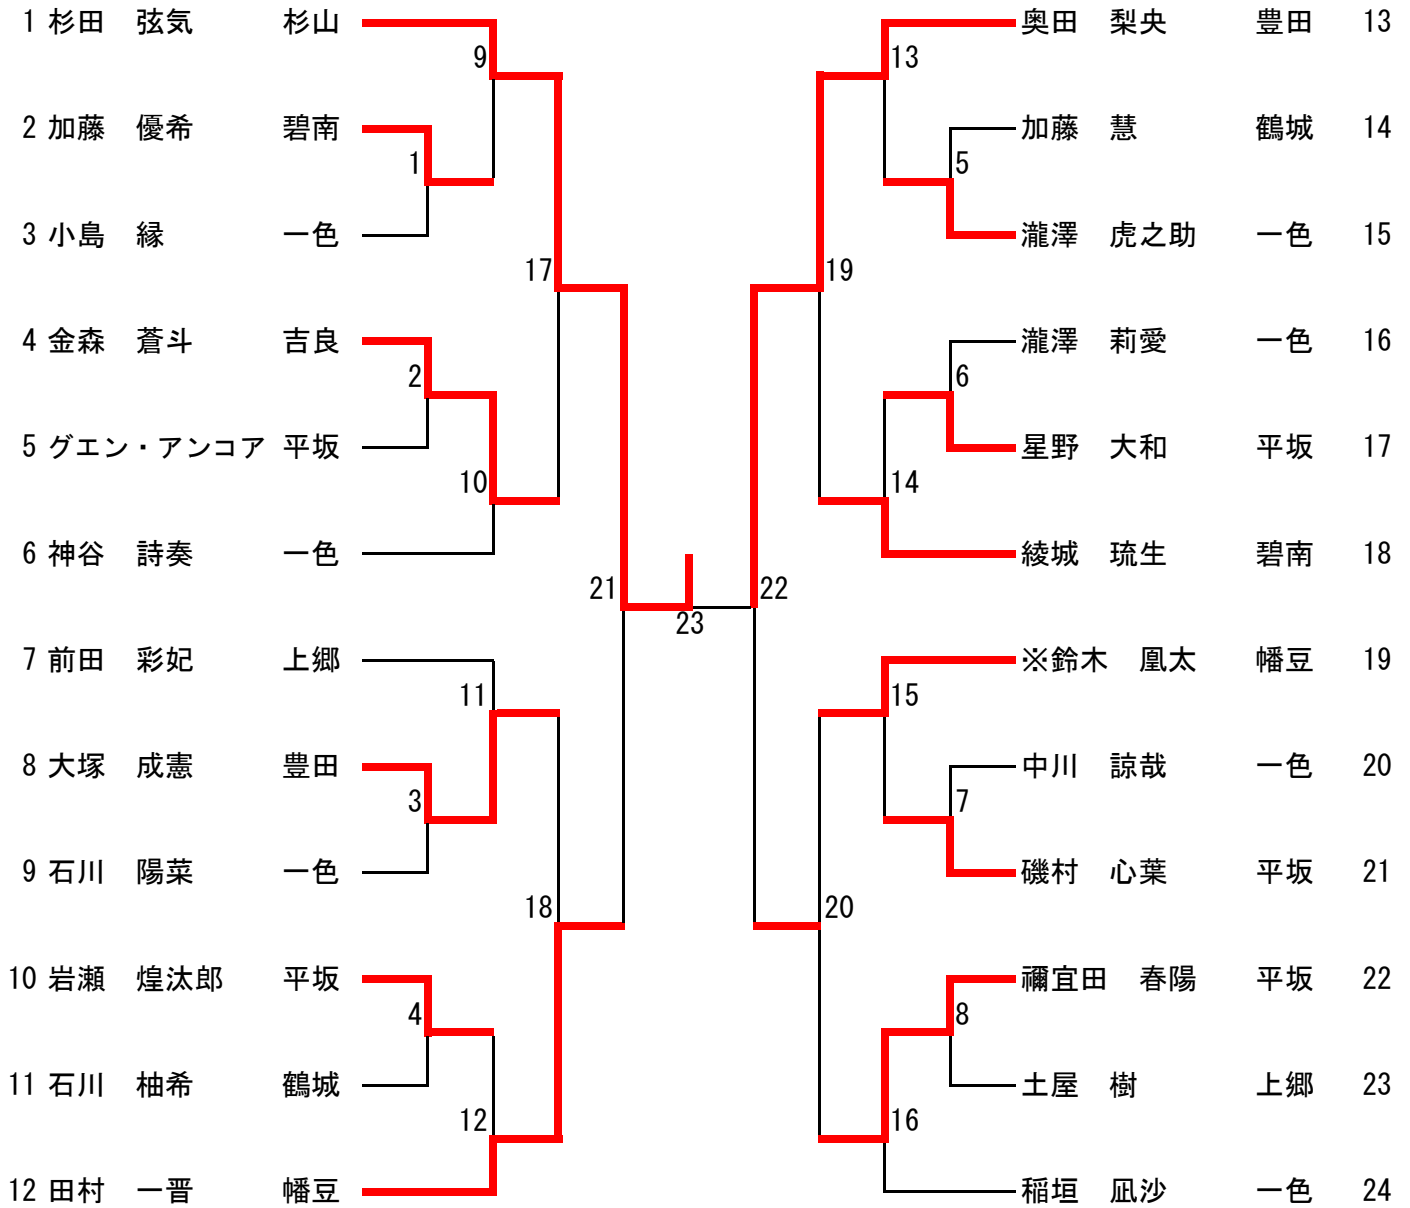 1 杉田 弦気 杉山
2 加藤 優希 碧南
3 小島 縁 一色
4 金森 蒼斗 吉良
5 グエン・アンコア 平坂
6 神谷 詩奏 一色
7 前田 彩妃 上郷
8 大塚 成憲 豊田
9 石川 陽菜 一色
10 岩瀬 煌汰郎 平坂
11 石川 柚希 鶴城
12 田村 一晋 幡豆
9
1
17
2
10
21
11
3
18
4
12
23
13
5
19
6
14
22
15
7
20
8
16
奥田 梨央 豊田 13
加藤 慧 鶴城 14
瀧澤 虎之助 一色 15
瀧澤 莉愛 一色 16
星野 大和 平坂 17
綾城 琉生 碧南 18
※鈴木 凰太 幡豆 19
中川 諒哉 一色 20
磯村 心葉 平坂 21
禰宜田 春陽 平坂 22
土屋 樹 上郷 23
稲垣 凪沙 一色 24